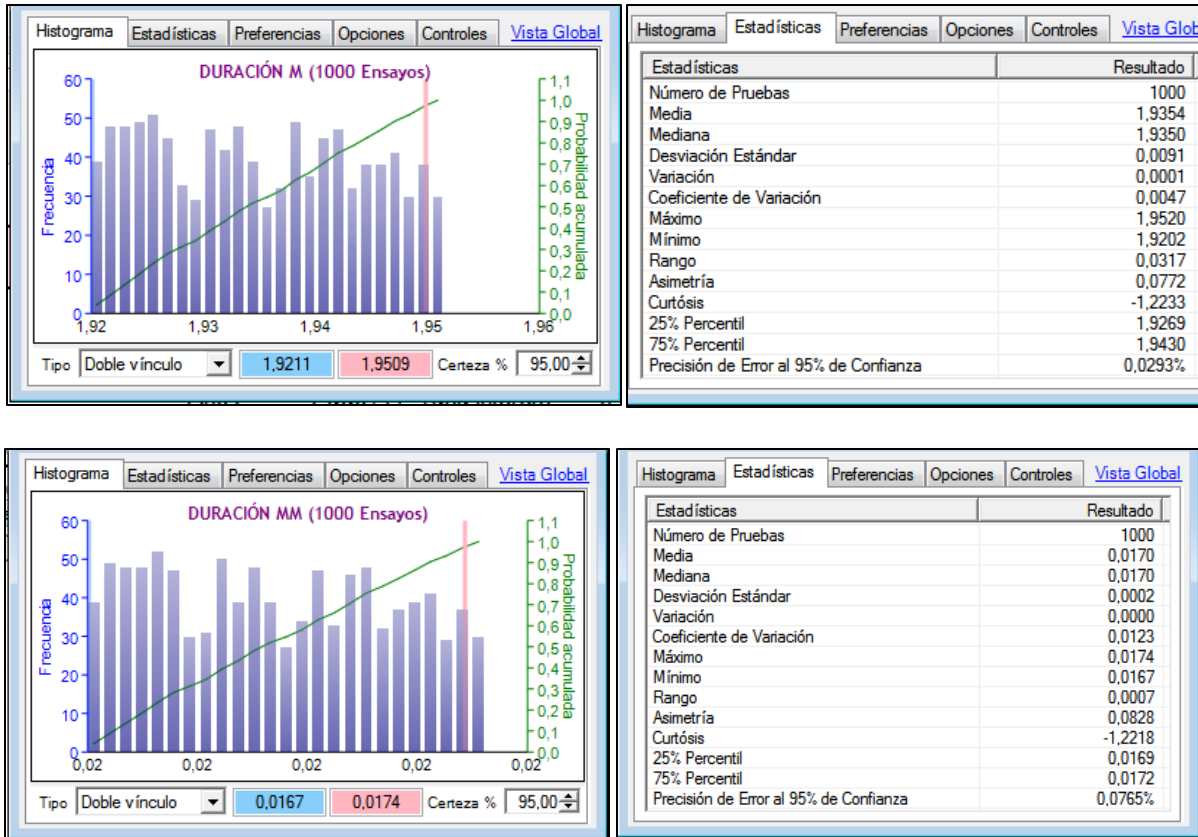 Histograma Estadísticas Preferencias Opciones Controles Vista Global
DURACIÓN M (1000 Ensayos)
Frecuencia
60
50
40
30
20
10
0
1,92 1,93 1,94 1,95 1,96
1,1
1,0
0,9
0,8
0,7
0,6
0,5
0,4
0,3
0,2
0,1
0,0
Probabilidad acumulada
Tipo Doble vínculo 1,9211 1,9509 Certeza % 95,00
Histograma Estadísticas Preferencias Opciones Controles Vista Glob
Estadísticas Resultado
Número de Pruebas 1000
Media 1,9354
Mediana 1,9350
Desviación Estándar 0,0091
Variación 0,0001
Coeficiente de Variación 0,0047
Máximo 1,9520
Mínimo 1,9202
Rango 0,0317
Asimetría 0,0772
Curtósis -1,2233
25% Percentil 1,9269
75% Percentil 1,9430
Precisión de Error al 95% de Confianza 0,0293%
Histograma Estadísticas Preferencias Opciones Controles Vista Global
DURACIÓN MM (1000 Ensayos)
Frecuencia
60
50
40
30
20
10
0
0,02 0,02 0,02 0,02 0,02
1,1
1,0
0,9
0,8
0,7
0,6
0,5
0,4
0,3
0,2
0,1
0,0
Probabilidad acumulada
Tipo Doble vínculo 0,0167 0,0174 Certeza % 95,00
Histograma Estadísticas Preferencias Opciones Controles Vista Global
Estadísticas Resultado
Número de Pruebas 1000
Media 0,0170
Mediana 0,0170
Desviación Estándar 0,0002
Variación 0,0000
Coeficiente de Variación 0,0123
Máximo 0,0174
Mínimo 0,0167
Rango 0,0007
Asimetría 0,0828
Curtósis -1,2218
25% Percentil 0,0169
75% Percentil 0,0172
Precisión de Error al 95% de Confianza 0,0765%